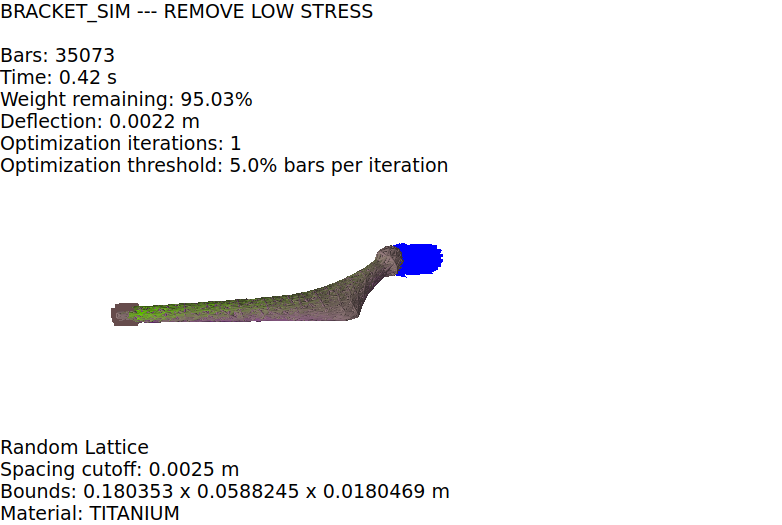 BRACKET_SIM --- REMOVE LOW STRESS
Bars: 35073
Time: 0.42 s
Weight remaining: 95.03%
Deflection: 0.0022 m
Optimization iterations: 1
Optimization threshold: 5.0% bars per iteration
Random Lattice
Spacing cutoff: 0.0025 m
Bounds: 0.180353 x 0.0588245 x 0.0180469 m
Material: TITANIUM